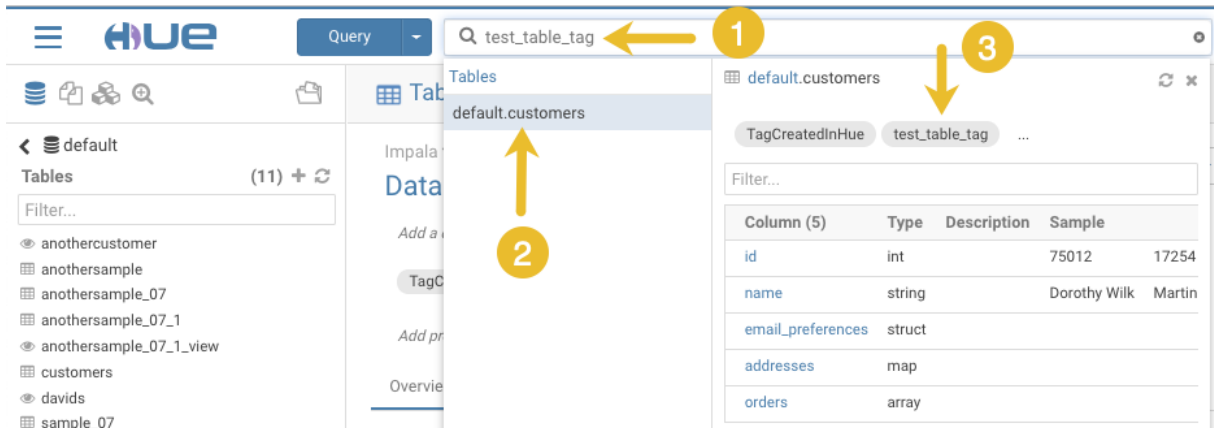 HUE
Query
test_table_tag
1
3
Tables
default.customers
2
default.customers
TagCreatedInHue
test_table_tag
...
Filter...
Column (5) Type Description Sample
id int 75012 17254
name string Dorothy Wilk Martin
email_preferences struct
addresses map
orders array
default
Tables (11)
Filter...
anothercustomer
anothersample
anothersample_07
anothersample_07_1
anothersample_07_1_view
customers
davids
sample_07
Tab
Impala
Data
Add a
TagC
Add pr
Overvie